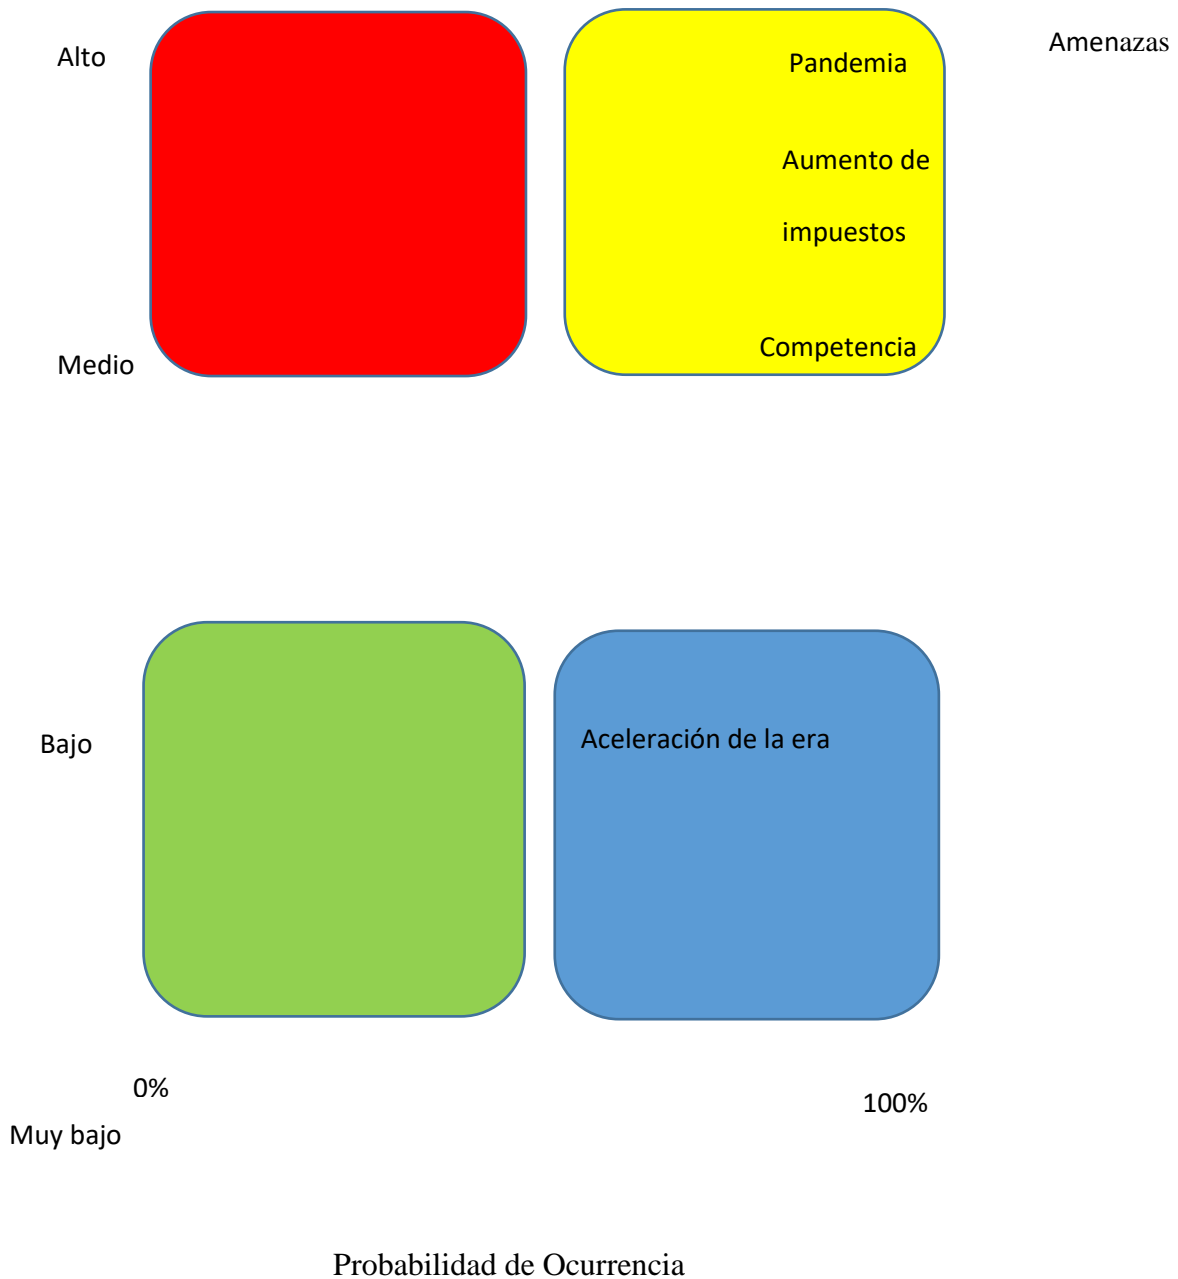 Alto
Pandemia
Amenazas
Aumento de
impuestos
Medio
Competencia
Bajo
Aceleración de la era
0%
100%
Muy bajo
Probabilidad de Ocurrencia